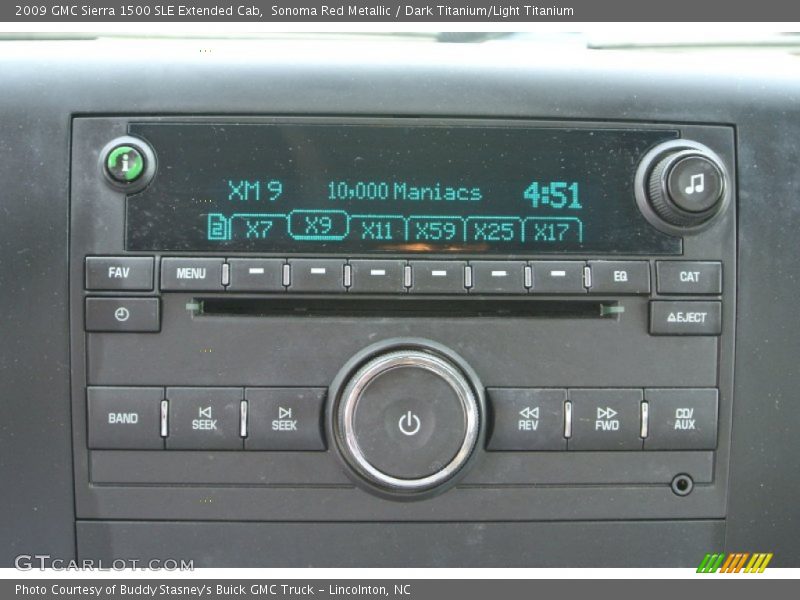 2009 GMC Sierra 1500 SLE Extended Cab, Sonoma Red Metallic / Dark Titanium/Light Titanium
i
XM 9 10,000 Maniacs 4:51
X7 X9 X11 X59 X25 X17
FAV MENU EQ CAT
EJECT
BAND SEEK SEEK REV FWD CD/
AUX
GTCARLOT.COM
Photo Courtesy of Buddy Stasney's Buick GMC Truck - Lincolnton, NC